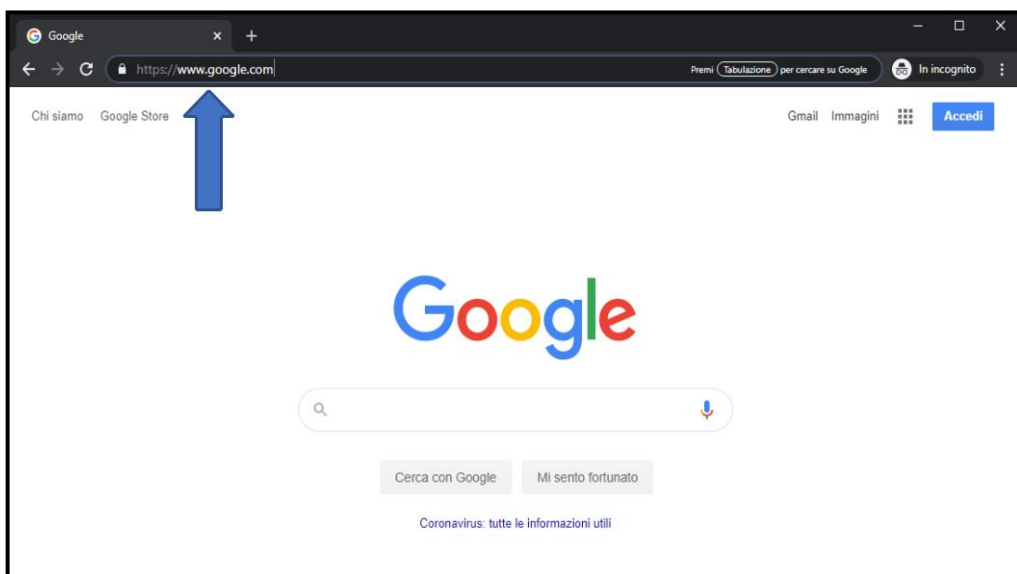 Google
https://www.google.com Premi Tabulazione per cercare su Google In incognito
Chi siamo Google Store Gmail Immagini Accedi
Google
Cerca con Google Mi sento fortunato
Coronavirus: tutte le informazioni utili